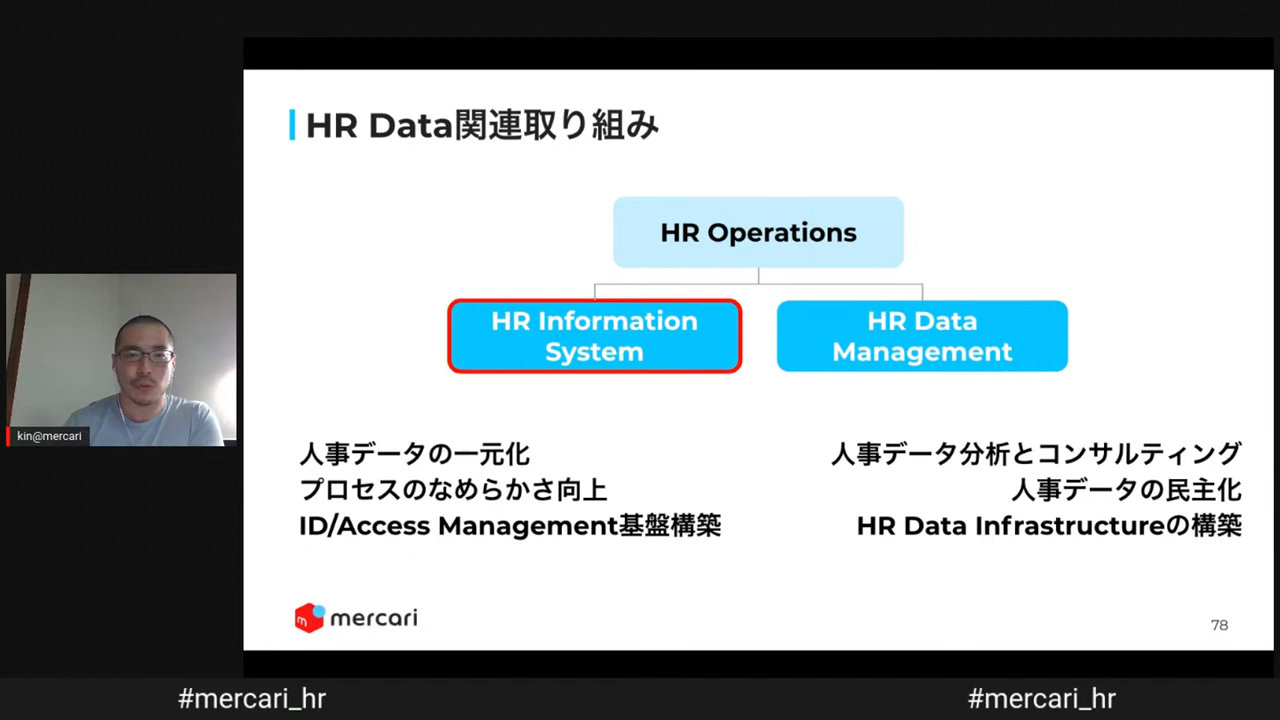 HR Data関連取り組み
HR Operations
HR Information
System
HR Data
Management
人事データの一元化
プロセスのなめらかさ向上
ID/Access Management基盤構築
人事データ分析とコンサルティング
人事データの民主化
HR Data Infrastructureの構築
kin@mercari
m mercari
78
#mercari_hr
#mercari_hr